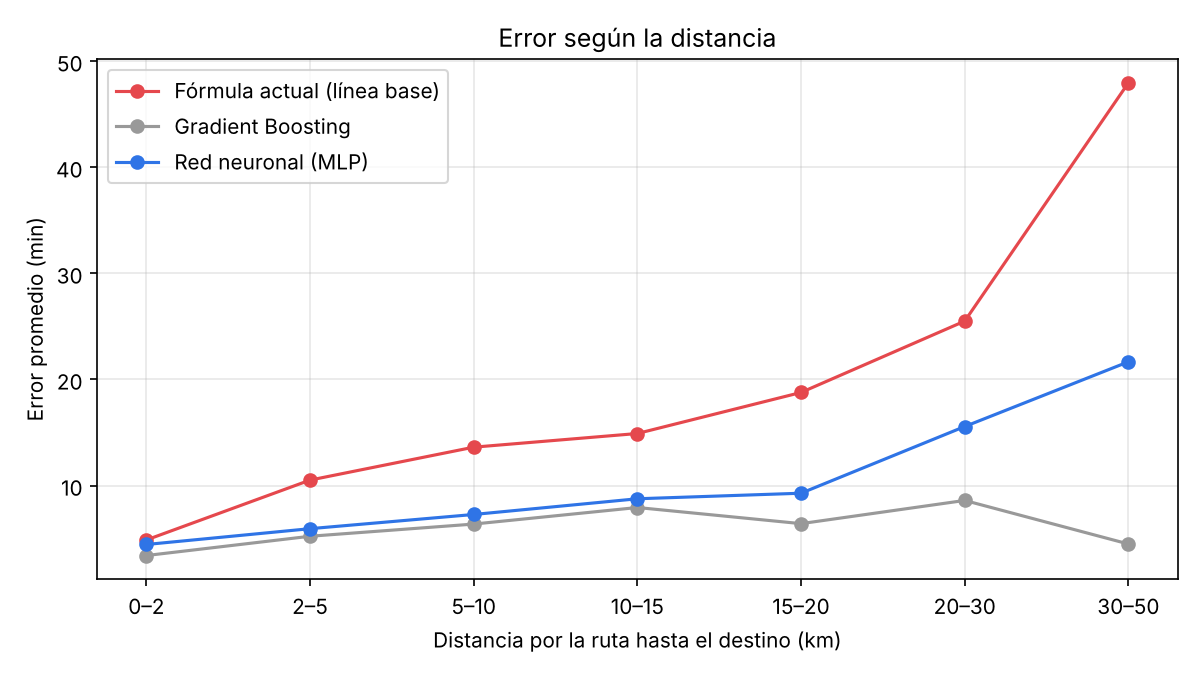 Error según la distancia
Fórmula actual (línea base)
Gradient Boosting
Red neuronal (MLP)
Error promedio (min)
50
40
30
20
10
0–2
2–5
5–10
10–15
15–20
20–30
30–50
Distancia por la ruta hasta el destino (km)